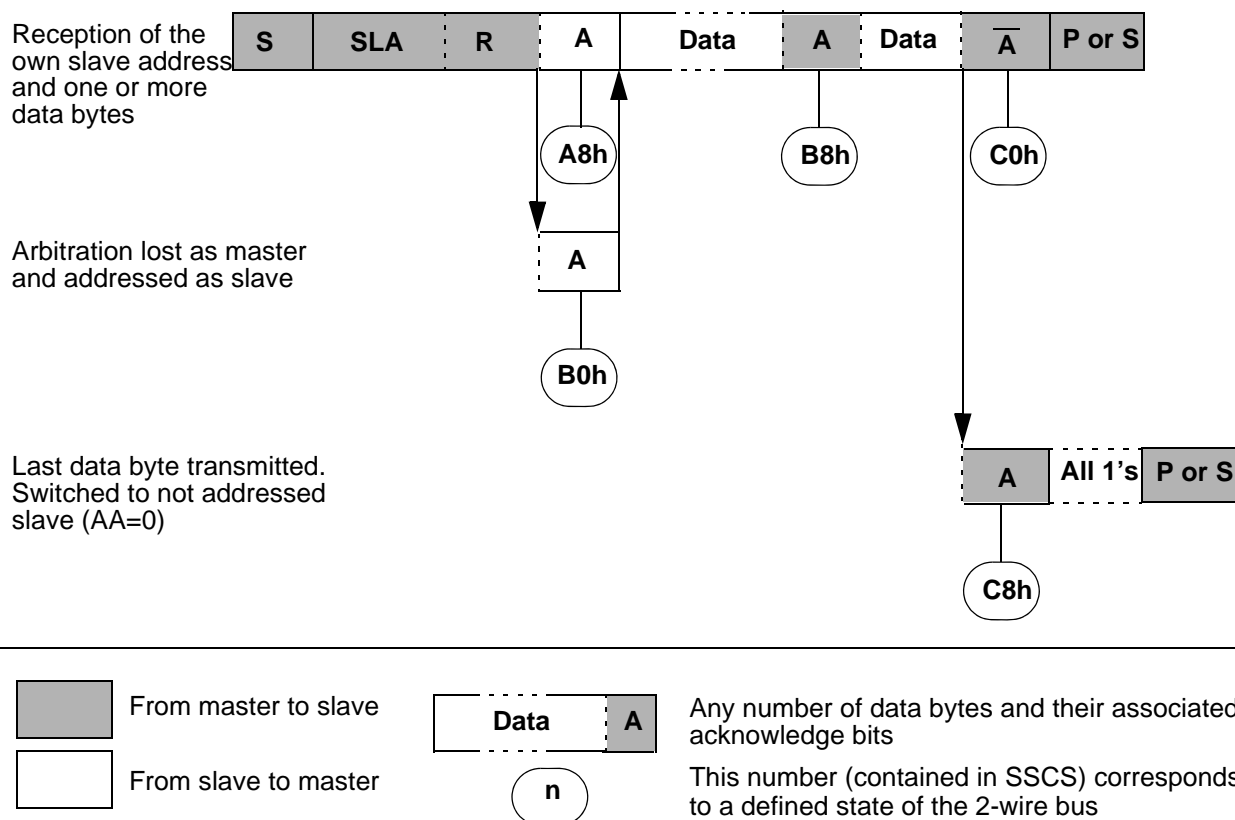 Reception of the
own slave address
and one or more
data bytes
S SLA R A Data A Data A̅ P or S
A8h B8h C0h
Arbitration lost as master
and addressed as slave
A
B0h
Last data byte transmitted.
Switched to not addressed
slave (AA=0)
A All 1's P or S
C8h
From master to slave
From slave to master
Data A
n
Any number of data bytes and their associated
acknowledge bits
This number (contained in SSCS) corresponds
to a defined state of the 2-wire bus